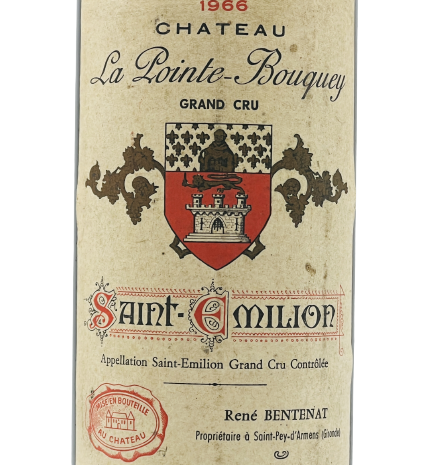 1966
CHATEAU
La Pointe-Bouquey
GRAND CRU
SAINT-EMILION
Appellation Saint-Emilion Grand Cru Contrôlée
MISE EN BOUTEILLE
AU CHATEAU
René BENTENAT
Propriétaire à Saint-Pey-d'Armens (Gironde)